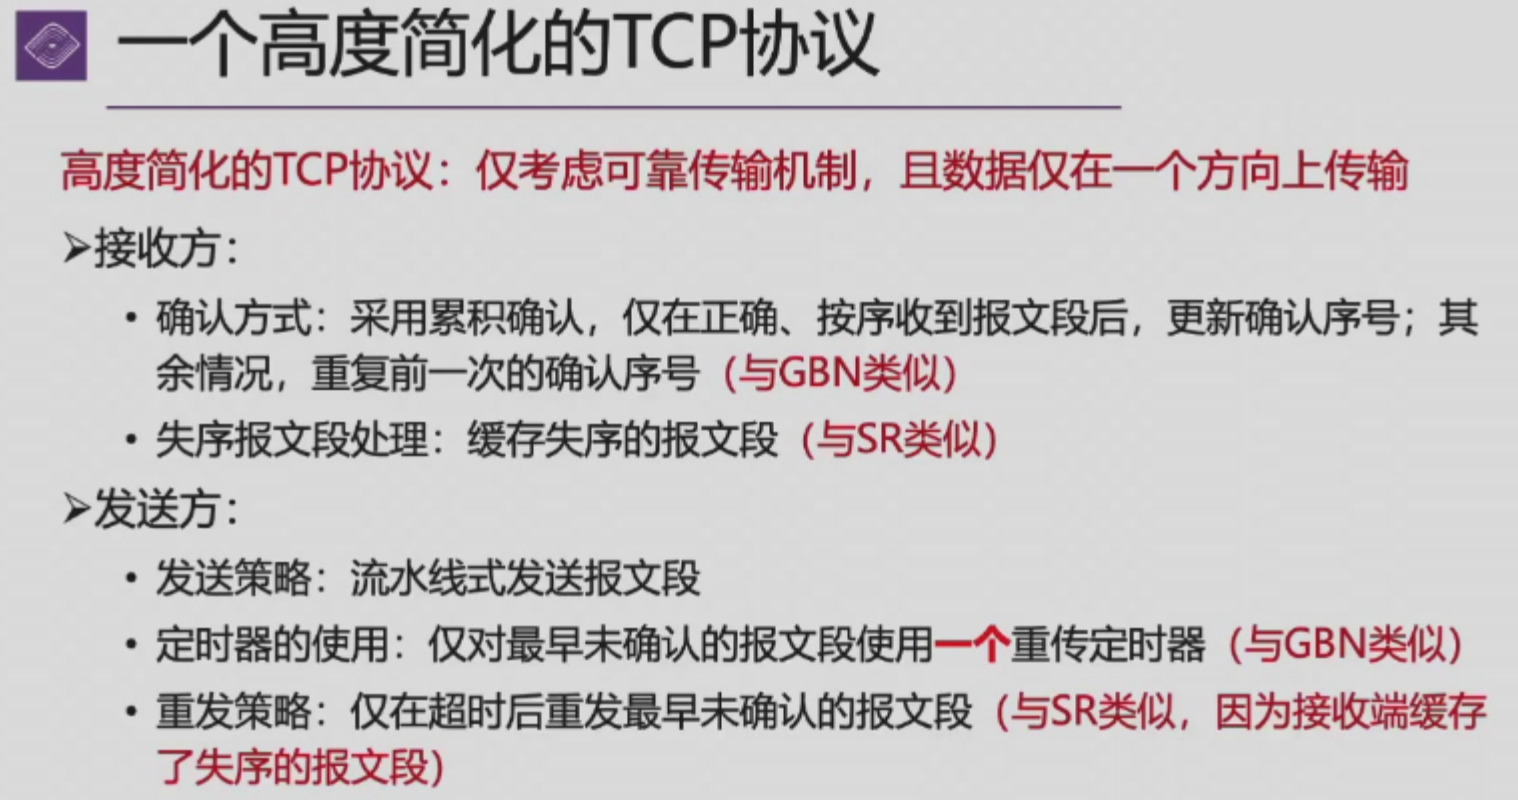 一个高度简化的TCP协议
高度简化的TCP协议：仅考虑可靠传输机制，且数据仅在一个方向上传输
➢接收方：
• 确认方式：采用累积确认，仅在正确、按序收到报文段后，更新确认序号；其
余情况，重复前一次的确认序号（与GBN类似）
• 失序报文段处理：缓存失序的报文段（与SR类似）
➢发送方：
• 发送策略：流水线式发送报文段
• 定时器的使用：仅对最早未确认的报文段使用一个重传定时器（与GBN类似）
• 重发策略：仅在超时后重发最早未确认的报文段（与SR类似，因为接收端缓存
了失序的报文段）